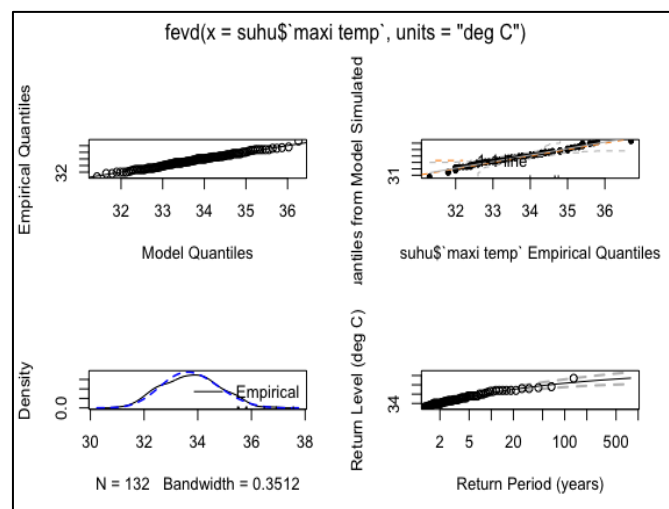 fevd(x = suhu$`maxi temp`, units = "deg C")
Empirical Quantiles
32
32 33 34 35 36
Model Quantiles
antiles from Model Simulated
31
line
32 33 34 35 36
suhu$`maxi temp` Empirical Quantiles
Density
0.0
Empirical
30 32 34 36 38
N = 132 Bandwidth = 0.3512
Return Level (deg C)
34
2 5 20 100 500
Return Period (years)